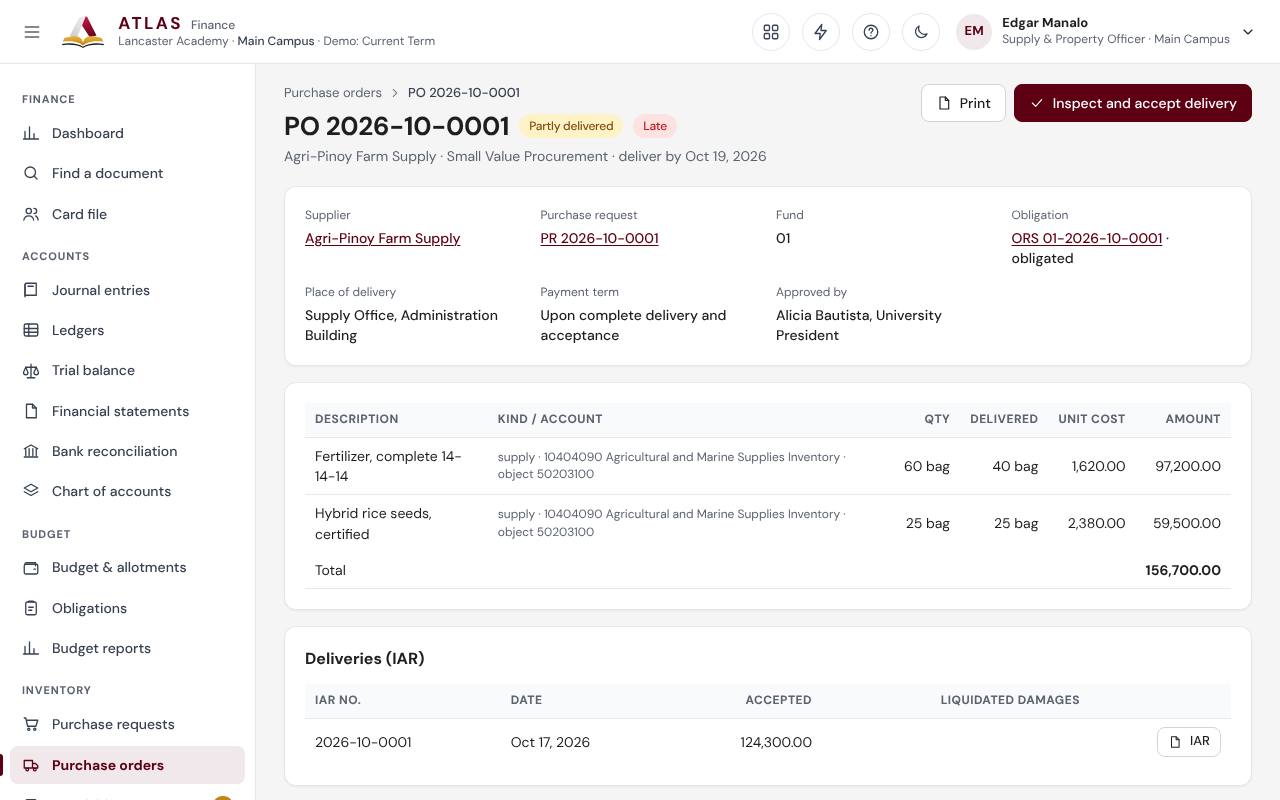 ATLAS Finance
Lancaster Academy · Main Campus · Demo: Current Term
EM
Edgar Manalo
Supply & Property Officer · Main Campus
FINANCE
Dashboard
Find a document
Card file
ACCOUNTS
Journal entries
Ledgers
Trial balance
Financial statements
Bank reconciliation
Chart of accounts
BUDGET
Budget & allotments
Obligations
Budget reports
INVENTORY
Purchase requests
Purchase orders
Purchase orders > PO 2026-10-0001
PO 2026-10-0001 Partly delivered Late
Agri-Pinoy Farm Supply · Small Value Procurement · deliver by Oct 19, 2026
Print
Inspect and accept delivery
Supplier
Agri-Pinoy Farm Supply
Purchase request
PR 2026-10-0001
Fund
01
Obligation
ORS 01-2026-10-0001 ·
obligated
Place of delivery
Supply Office, Administration
Building
Payment term
Upon complete delivery and
acceptance
Approved by
Alicia Bautista, University
President
DESCRIPTION KIND / ACCOUNT QTY DELIVERED UNIT COST AMOUNT
Fertilizer, complete 14-
14-14
supply · 10404090 Agricultural and Marine Supplies Inventory ·
object 50203100
60 bag 40 bag 1,620.00 97,200.00
Hybrid rice seeds,
certified
supply · 10404090 Agricultural and Marine Supplies Inventory ·
object 50203100
25 bag 25 bag 2,380.00 59,500.00
Total 156,700.00
Deliveries (IAR)
IAR NO. DATE ACCEPTED LIQUIDATED DAMAGES
2026-10-0001 Oct 17, 2026 124,300.00 IAR